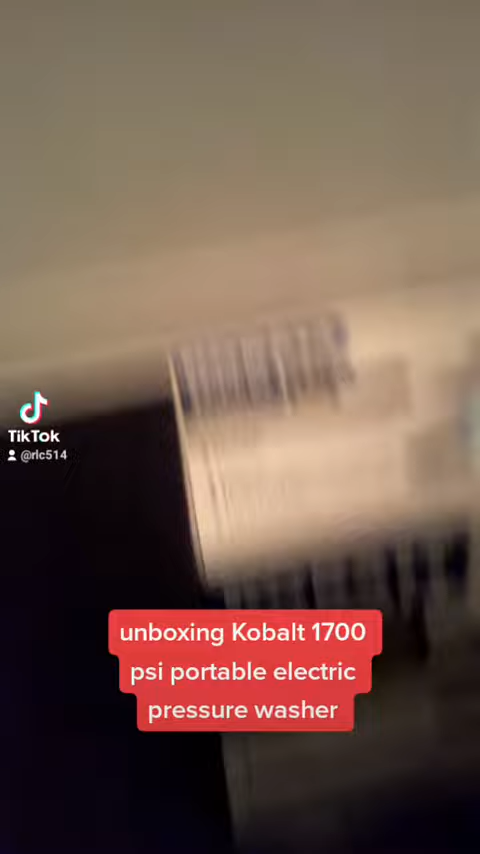 TikTok
@rlc514
unboxing Kobalt 1700
psi portable electric
pressure washer